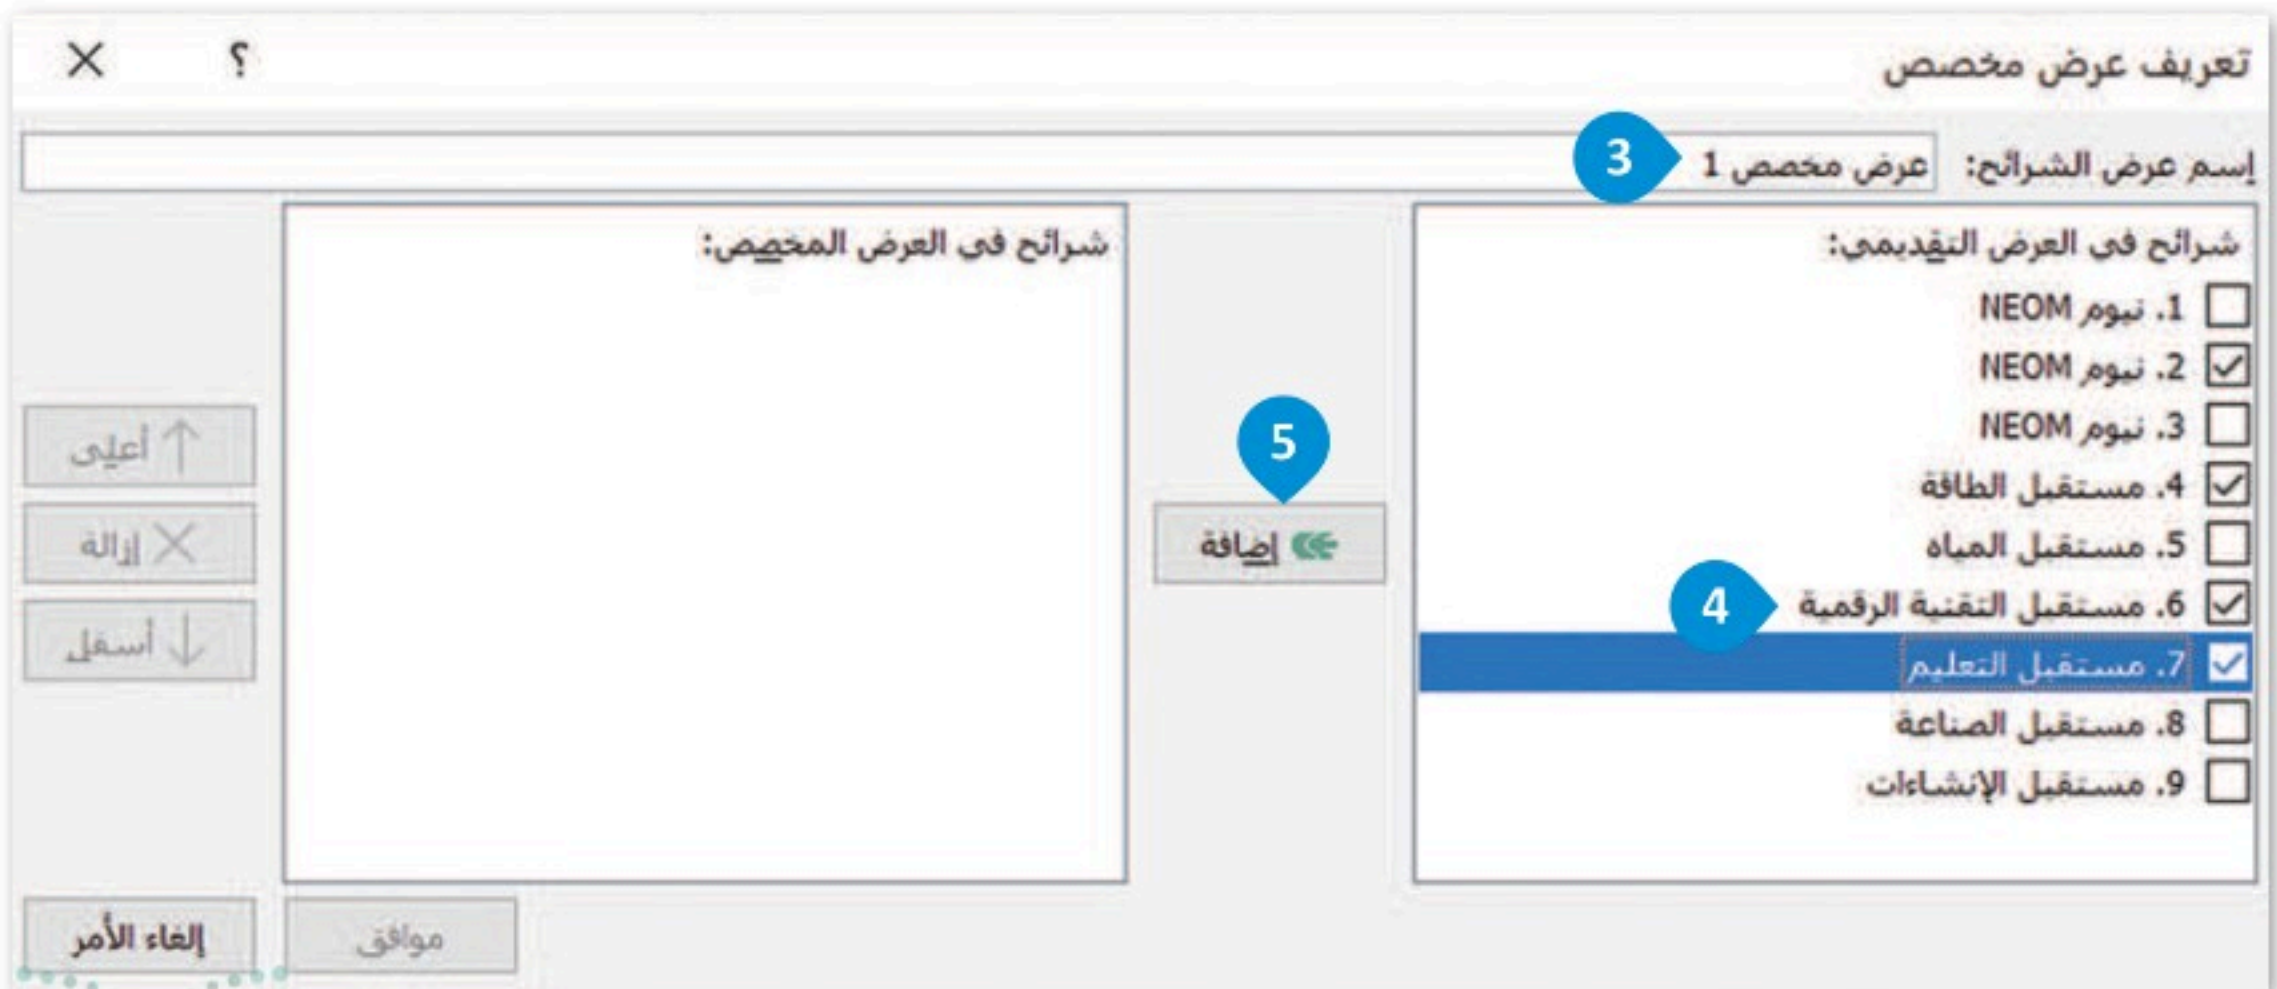 تعريف عرض مخصص
؟
إسم عرض الشرائح: عرض مخصص 1
3
شرائح في العرض التقديمي:
1. نيوم NEOM
2. نيوم NEOM
3. نيوم NEOM
4. مستقبل الطاقة
5. مستقبل المياه
6. مستقبل التقنية الرقمية
4
7. مستقبل التعليم
8. مستقبل الصناعة
9. مستقبل الإنشاءات
5
إضافة
شرائح في العرض المخصص:
أعلى
إزالة
أسفل
موافق
إلغاء الأمر